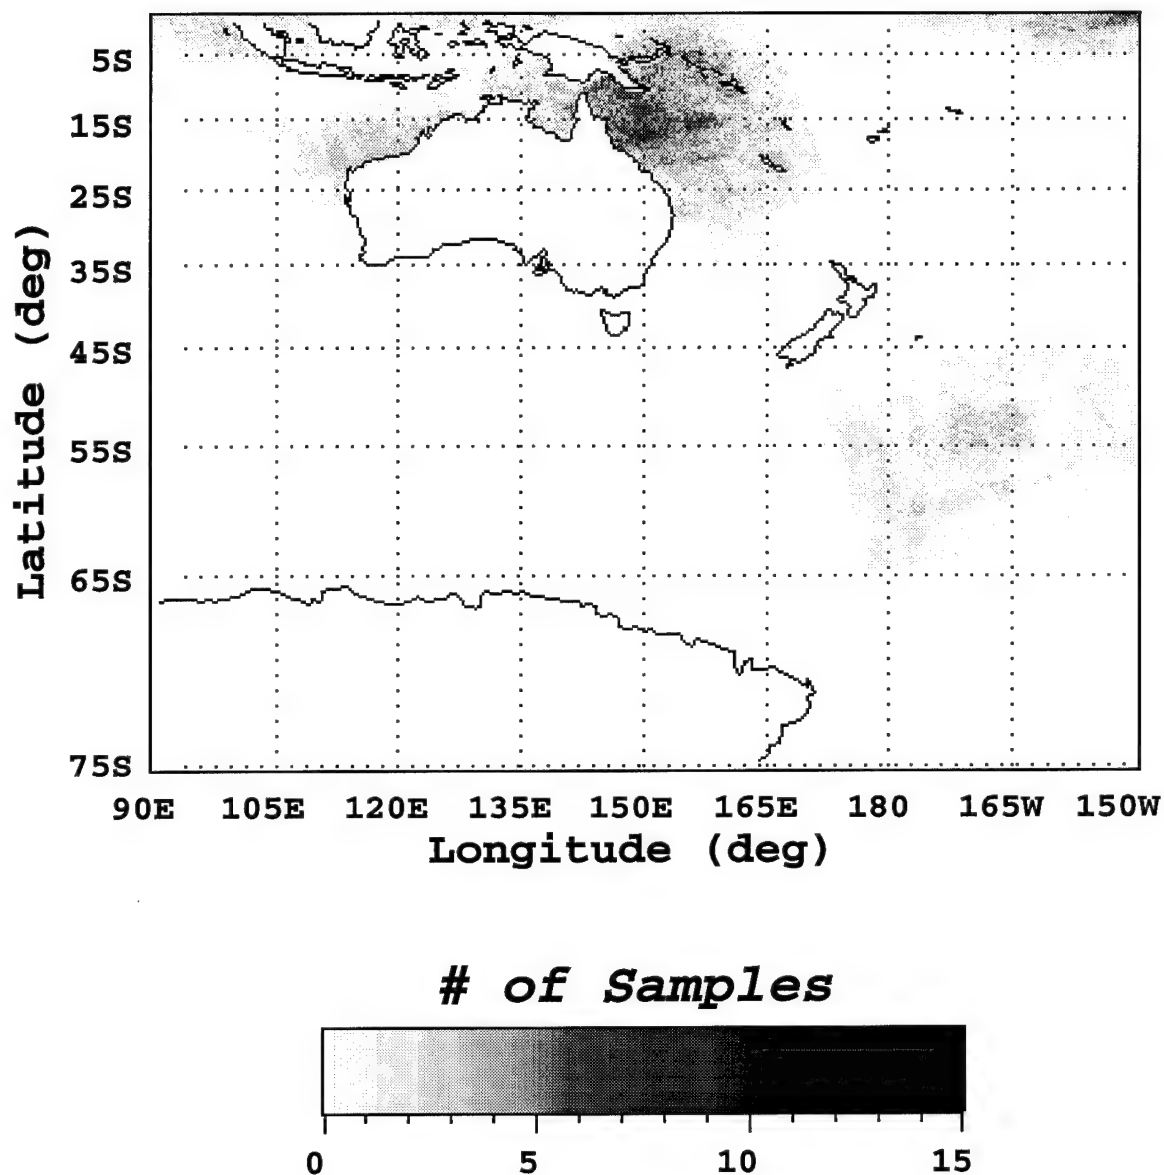 5S
15S
25S
35S
45S
55S
65S
75S
Latitude (deg)
90E 105E 120E 135E 150E 165E 180 165W 150W
Longitude (deg)
# of Samples
0 5 10 15